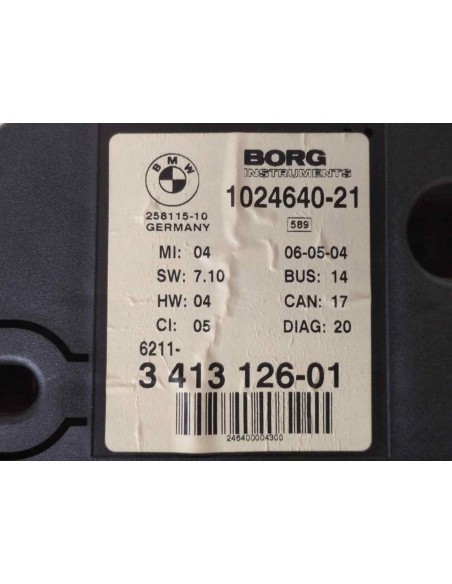 BMW
BORG
INSTRUMENTS
1024640-21
258115-10
GERMANY
589
MI: 04 06-05-04
SW: 7.10 BUS: 14
HW: 04 CAN: 17
CI: 05 DIAG: 20
6211-
3 413 126-01
246400004300